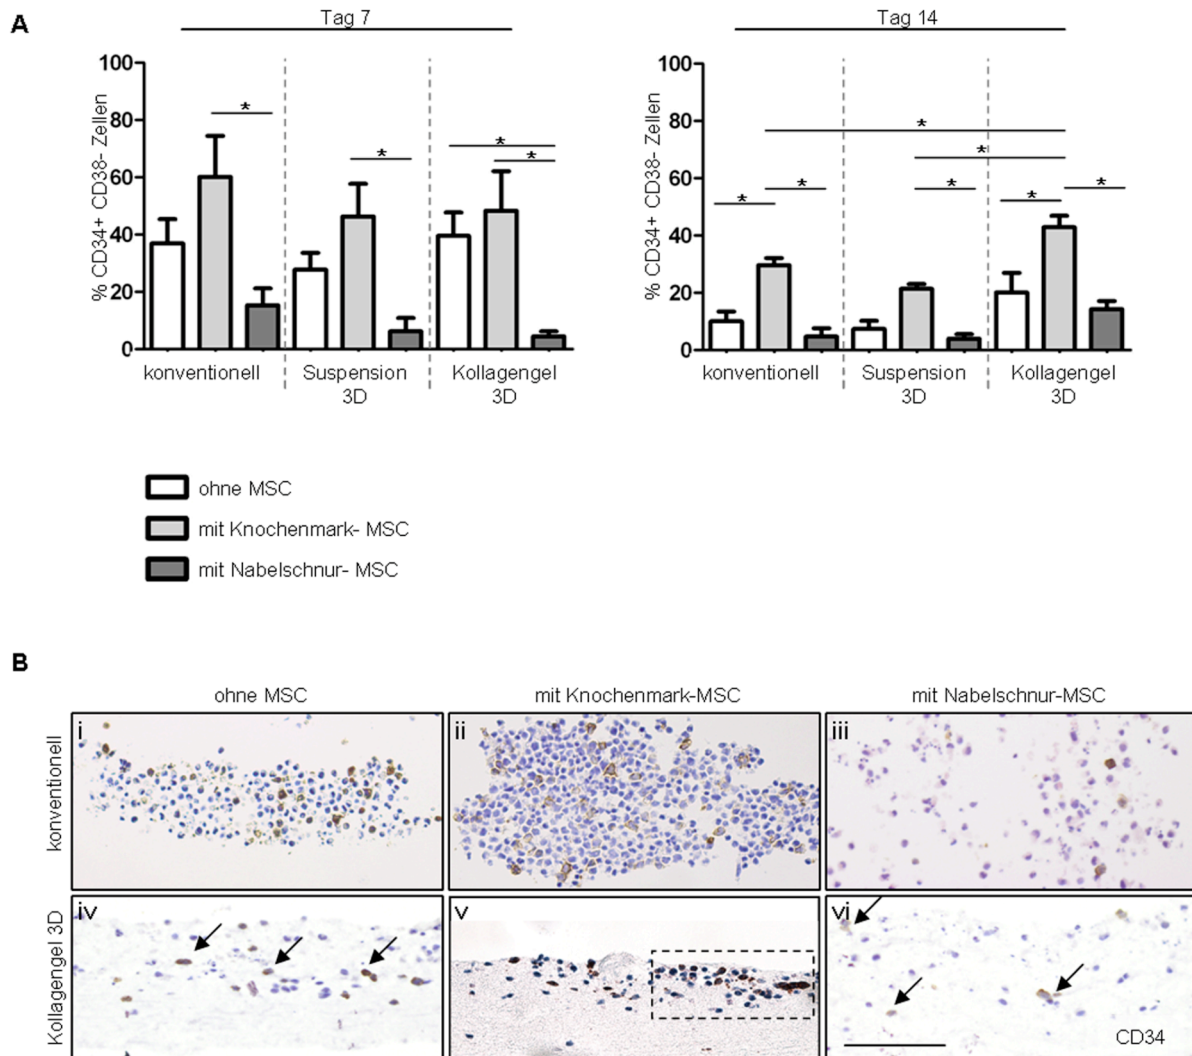 A
Tag 7
Tag 14
% CD34+ CD38- Zellen
100
80
60
40
20
0
*
*
*
*
konventionell
Suspension
3D
Kollagengel
3D
% CD34+ CD38- Zellen
100
80
60
40
20
0
*
*
*
*
*
*
*
konventionell
Suspension
3D
Kollagengel
3D
ohne MSC
mit Knochenmark- MSC
mit Nabelschnur- MSC
B
ohne MSC
mit Knochenmark-MSC
mit Nabelschnur-MSC
konventionell
i
ii
iii
Kollagengel 3D
iv
v
vi
CD34